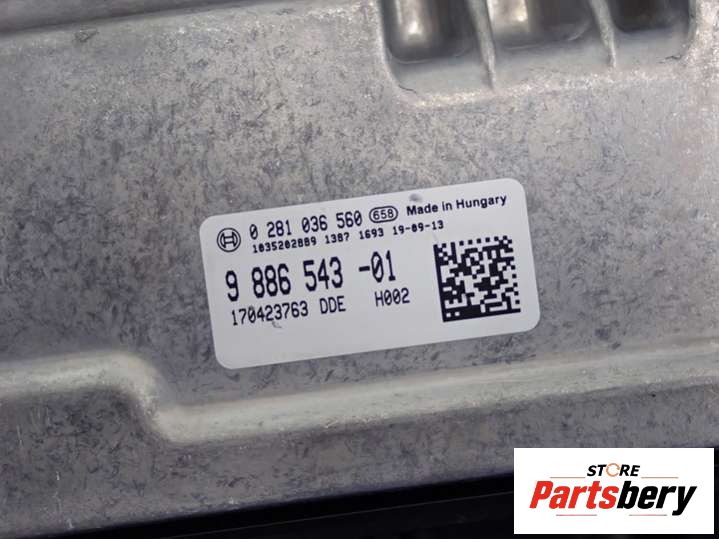 0 281 036 560 658 Made in Hungary
1035202889 1387 1693 19-09-13
9 886 543 -01
170423763 DDE H002
STORE
Partsbery